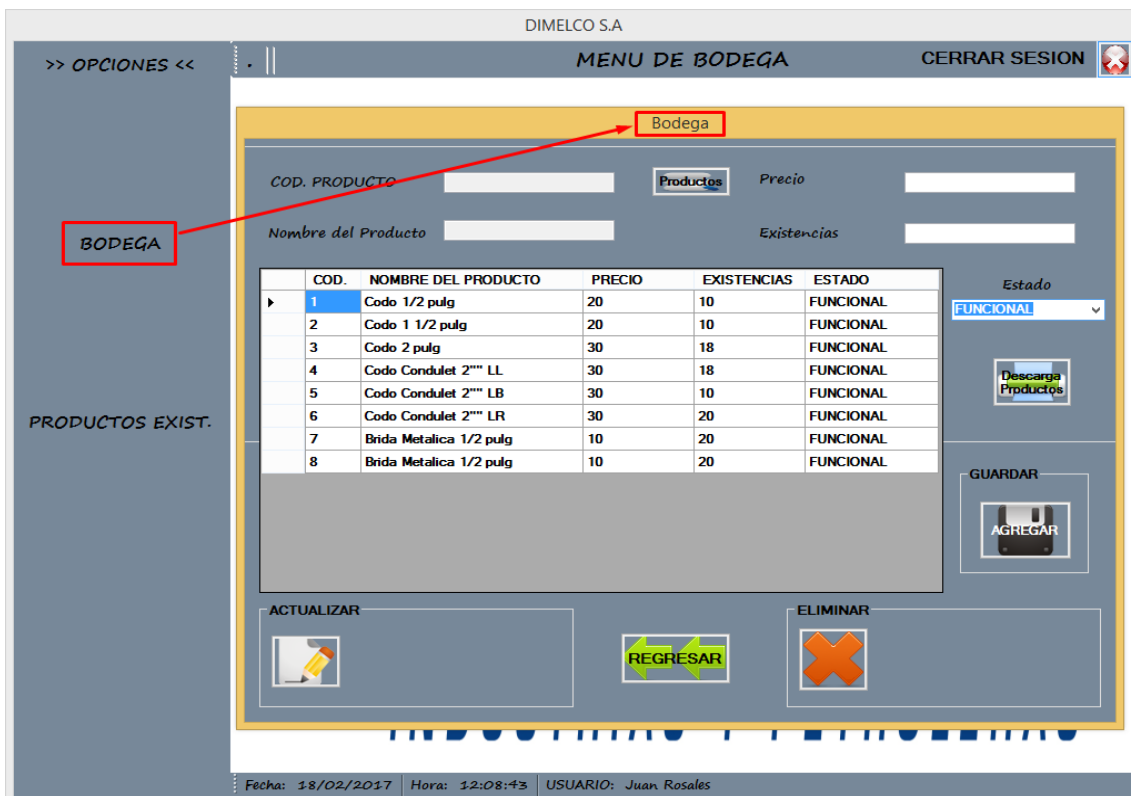 DIMELCO S.A
>> OPCIONES << . MENU DE BODEGA CERRAR SESION
Bodega
COD. PRODUCTO Productos Precio
BODEGA Nombre del Producto Existencias
COD. NOMBRE DEL PRODUCTO PRECIO EXISTENCIAS ESTADO
Estado
1 Codo 1/2 pulg 20 10 FUNCIONAL
FUNCIONAL
2 Codo 1 1/2 pulg 20 10 FUNCIONAL
3 Codo 2 pulg 30 18 FUNCIONAL
4 Codo Condulet 2"" LL 30 18 FUNCIONAL
5 Codo Condulet 2"" LB 30 10 FUNCIONAL
Descarga
Productos
6 Codo Condulet 2"" LR 30 20 FUNCIONAL
PRODUCTOS EXIST.
7 Brida Metalica 1/2 pulg 10 20 FUNCIONAL
8 Brida Metalica 1/2 pulg 10 20 FUNCIONAL
GUARDAR
AGREGAR
ACTUALIZAR ELIMINAR
REGRESAR
Fecha: 18/02/2017 Hora: 12:08:43 USUARIO: Juan Rosales